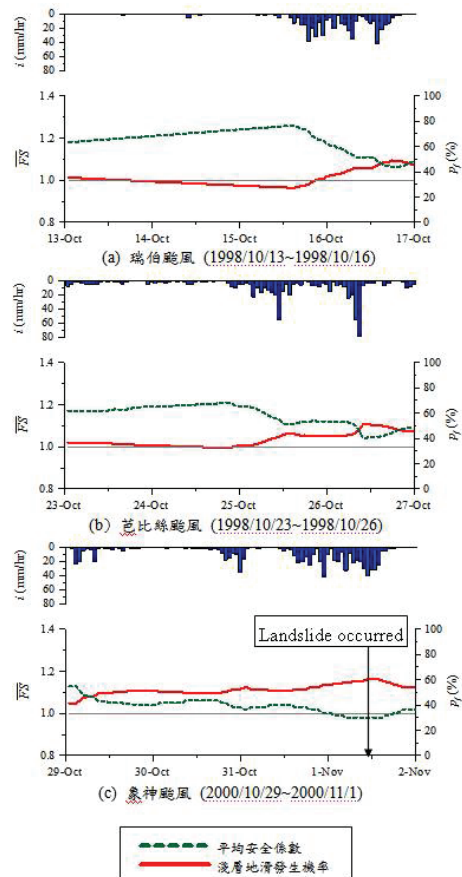 i (mm/hr)
0
20
40
60
80
1.4
1.2
1.0
0.8
FS
100
80
60
40
20
0
pf (%)
13-Oct 14-Oct 15-Oct 16-Oct 17-Oct
(a) 瑞伯颱風 (1998/10/13~1998/10/16)
i (mm/hr)
0
20
40
60
80
1.4
1.2
1.0
0.8
FS
100
80
60
40
20
0
pf (%)
23-Oct 24-Oct 25-Oct 26-Oct 27-Oct
(b) 芭比絲颱風 (1998/10/23~1998/10/26)
i (mm/hr)
0
20
40
60
80
Landslide occurred
1.4
1.2
1.0
0.8
FS
100
80
60
40
20
0
pf (%)
29-Oct 30-Oct 31-Oct 1-Nov 2-Nov
(c) 象神颱風 (2000/10/29~2000/11/1)
平均安全係數
淺層地滑發生機率